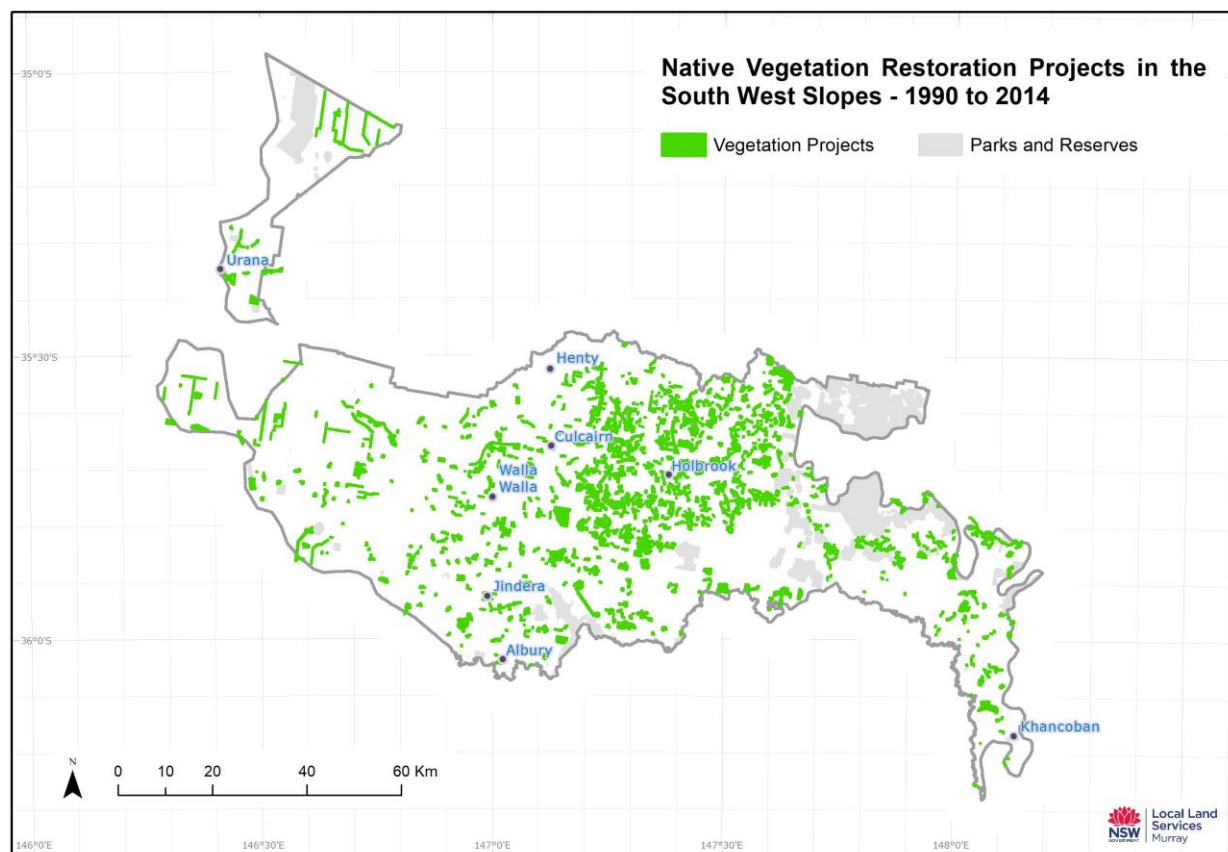 Native Vegetation Restoration Projects in the
South West Slopes - 1990 to 2014
Vegetation Projects
Parks and Reserves
35°0'S
Urana
35°30'S
Henty
Culcairn
Walla
Walla
Holbrook
Jindera
36°0'S
Albury
Khancoban
N
0 10 20 40 60 Km
146°0'E
146°30'E
147°0'E
147°30'E
148°0'E
NSW
GOVERNMENT
Local Land
Services
Murray